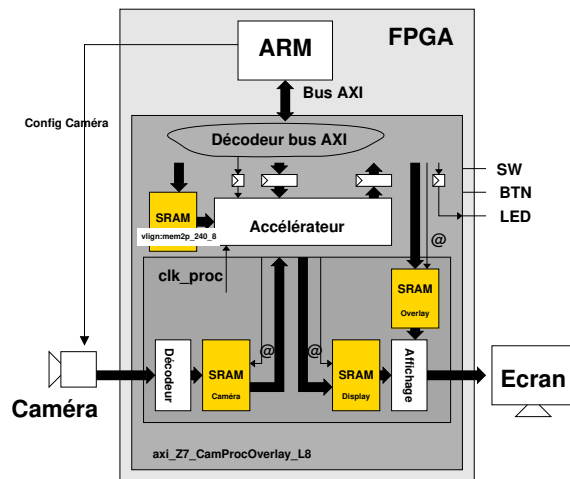 ARM
FPGA
Bus AXI
Config Caméra
Décodeur bus AXI
SW
BTN
LED
SRAM
vlign:mem2p_240_8
Accélérateur
@
clk_proc
SRAM
Overlay
@
@
Décodeur
SRAM
Caméra
SRAM
Display
Affichage
Ecran
Caméra
axi_Z7_CamProcOverlay_L8